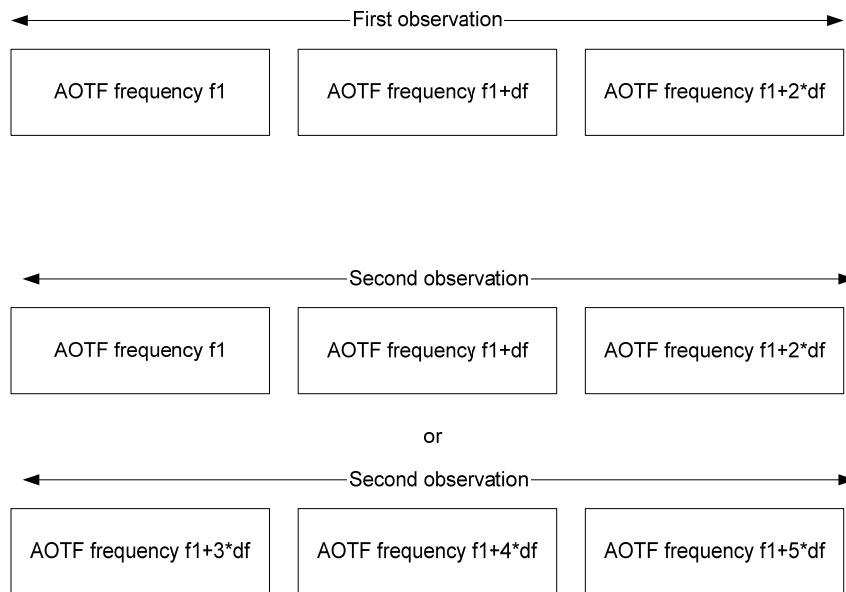 First observation
AOTF frequency f1
AOTF frequency f1+df
AOTF frequency f1+2*df
Second observation
AOTF frequency f1
AOTF frequency f1+df
AOTF frequency f1+2*df
or
Second observation
AOTF frequency f1+3*df
AOTF frequency f1+4*df
AOTF frequency f1+5*df